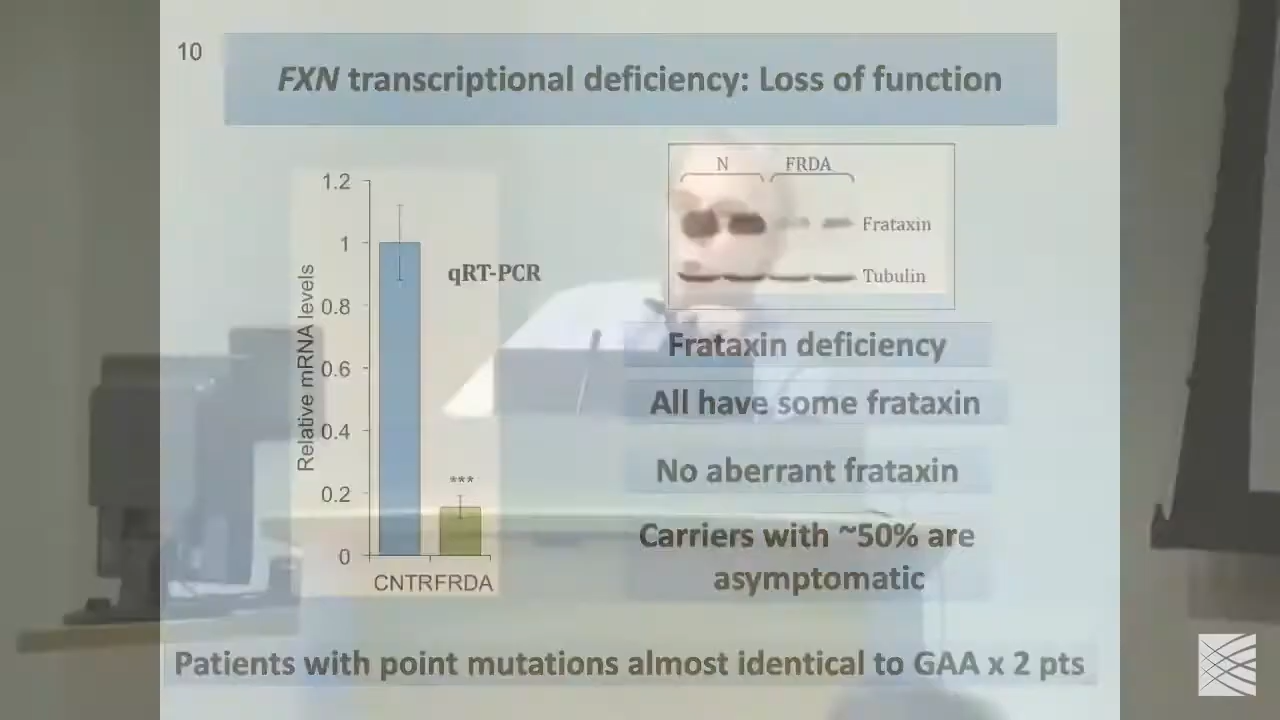 10
FXN transcriptional deficiency: Loss of function
1.2
1
0.8
0.6
0.4
0.2
0
Relative mRNA levels
qRT-PCR
***
CNTRFRDA
N FRDA
Frataxin
Tubulin
Frataxin deficiency
All have some frataxin
No aberrant frataxin
Carriers with ~50% are
asymptomatic
Patients with point mutations almost identical to GAA x 2 pts